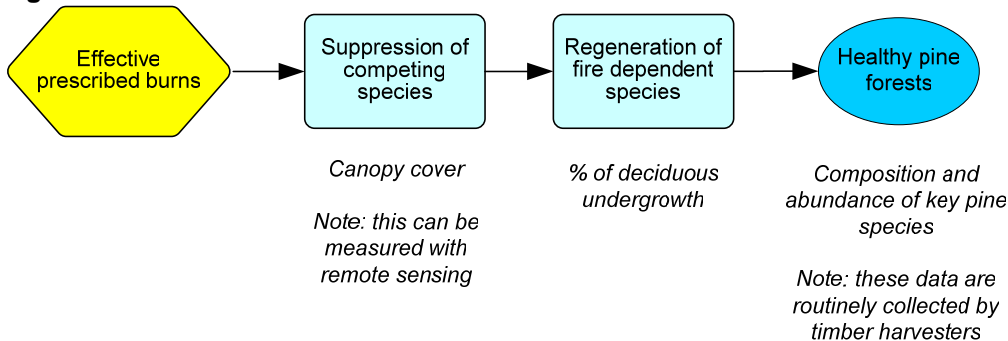 Effective
prescribed burns
Suppression of
competing
species
Regeneration of
fire dependent
species
Healthy pine
forests
Canopy cover
Note: this can be
measured with
remote sensing
% of deciduous
undergrowth
Composition and
abundance of key pine
species
Note: these data are
routinely collected by
timber harvesters